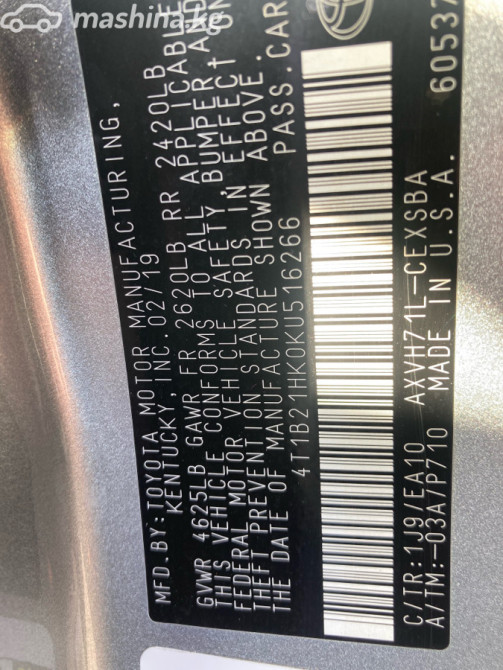 mashina.kg
MFD.BY:TOYOTA MOTOR MANUFACTURING,
KENTUCKY,INC.02/19
GVWR 4625LB GAWR FR 2620LB RR 2420LB
THIS VEHICLE CONFORMS TO ALL APPLICABLE
FEDERAL MOTOR VEHICLE SAFETY, BUMPER AND
THEFT PREVENTION STANDARDS IN EFFECT ON
THE DATE OF MANUFACTURE SHOWN ABOVE.
4T1B21HK0KU516266 PASS.CAR
C/TR:1J9/EA10 AXVH71L-CEXSBA
A/TM:-03A/P710 MADE IN U.S.A. 60537